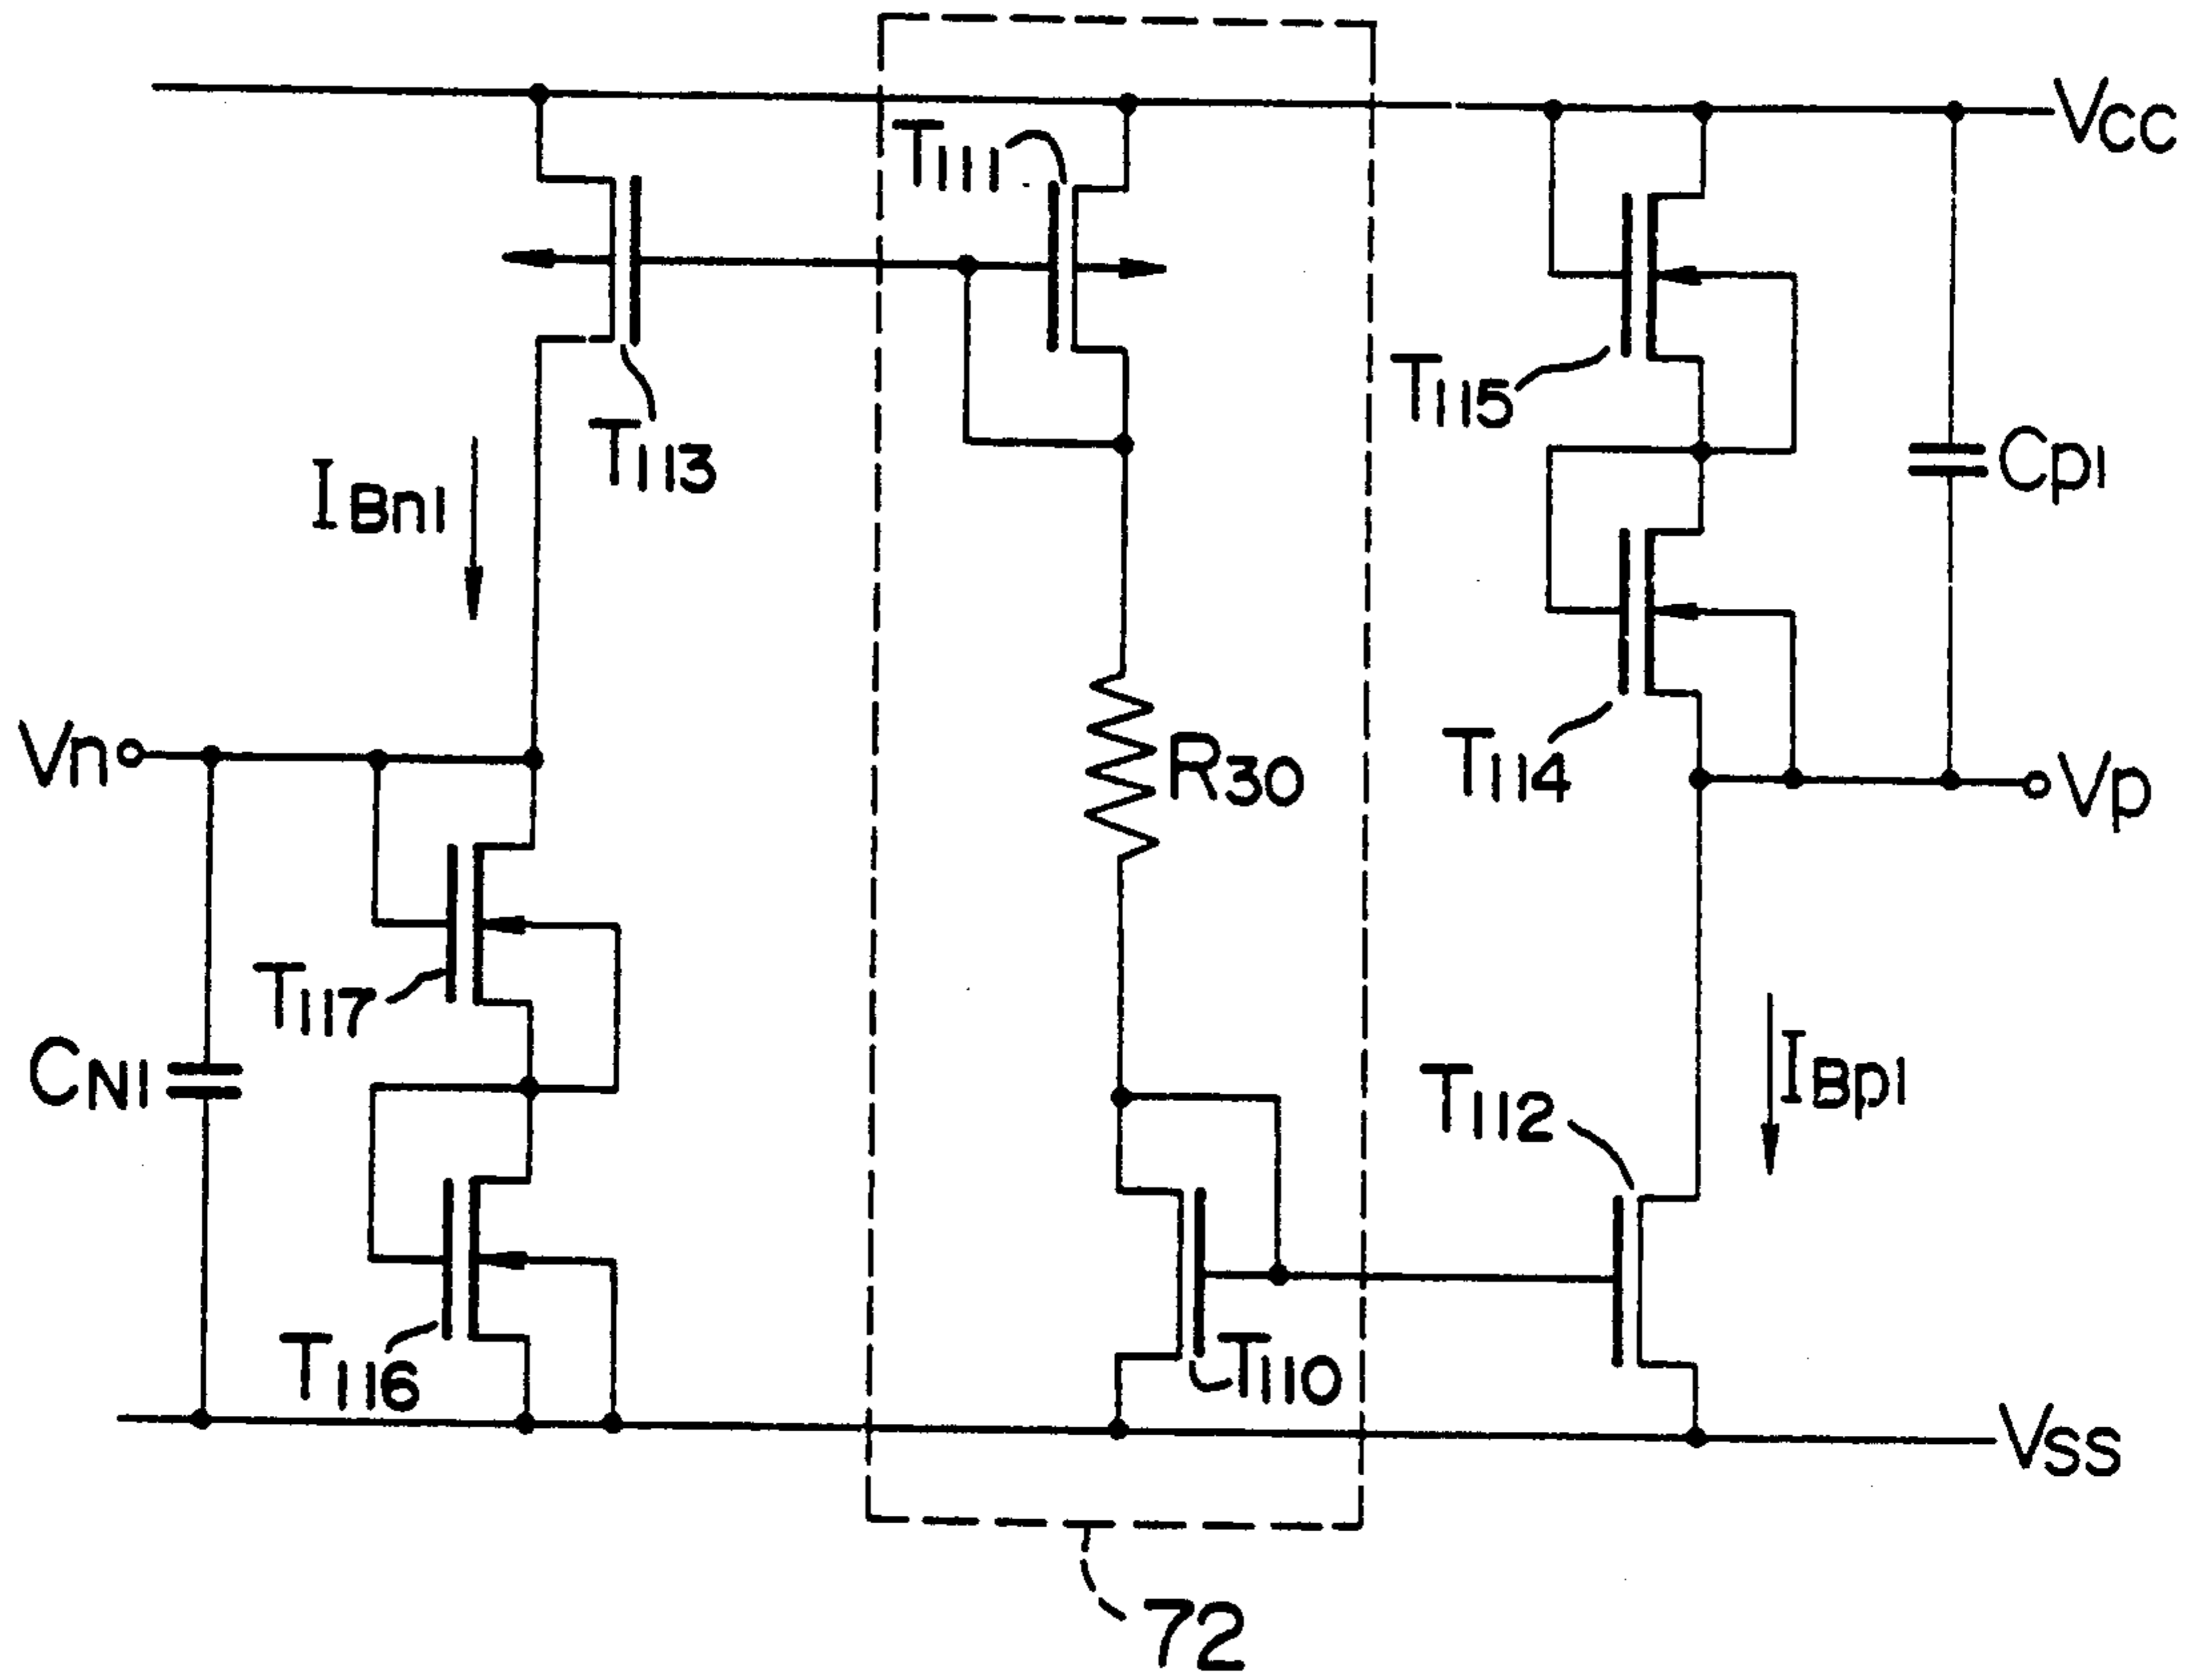 VCC
T111
T115
T113
CP1
IBn1
Vn
R30
T114
VP
T117
CN1
T112
IBP1
T116
T110
VSS
72